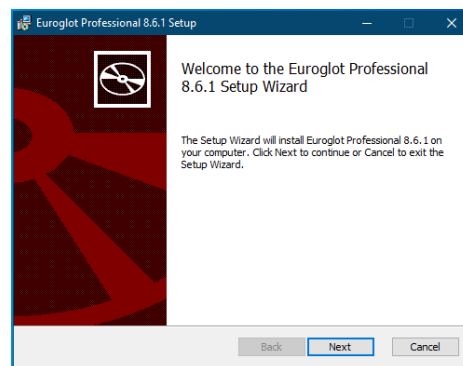 Euroglot Professional 8.6.1 Setup
Welcome to the Euroglot Professional
8.6.1 Setup Wizard
The Setup Wizard will install Euroglot Professional 8.6.1 on
your computer. Click Next to continue or Cancel to exit the
Setup Wizard.
Back Next Cancel